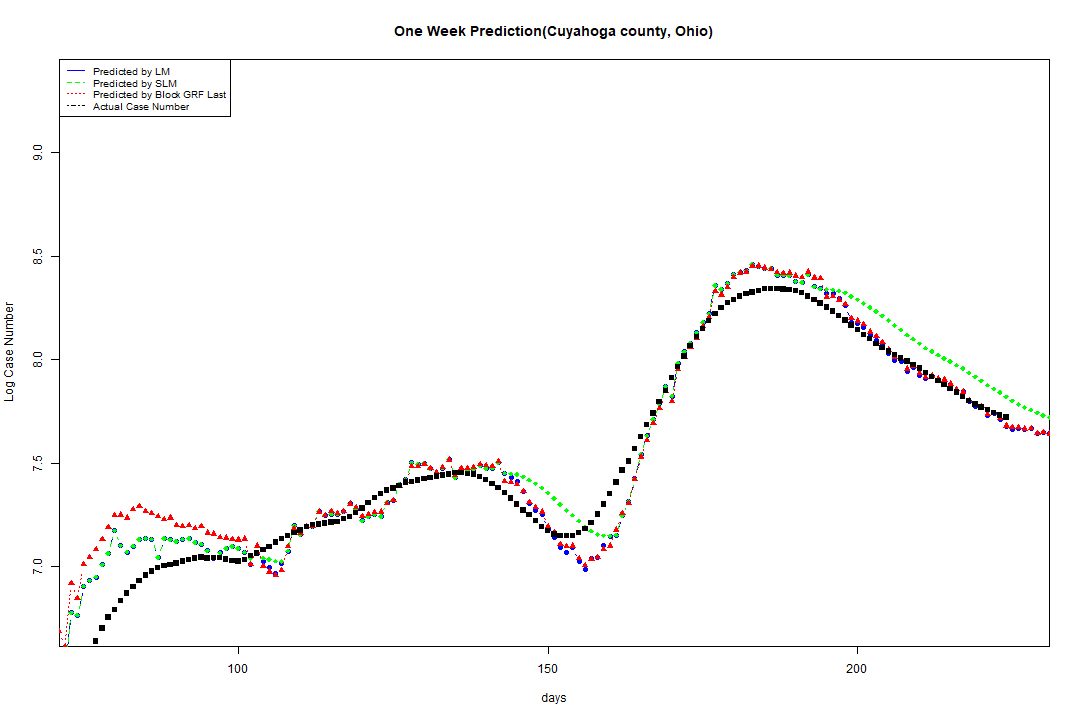 One Week Prediction(Cuyahoga county, Ohio)
Predicted by LM
Predicted by SLM
Predicted by Block GRF Last
Actual Case Number
9.0
8.5
8.0
7.5
7.0
Log Case Number
100
150
200
days